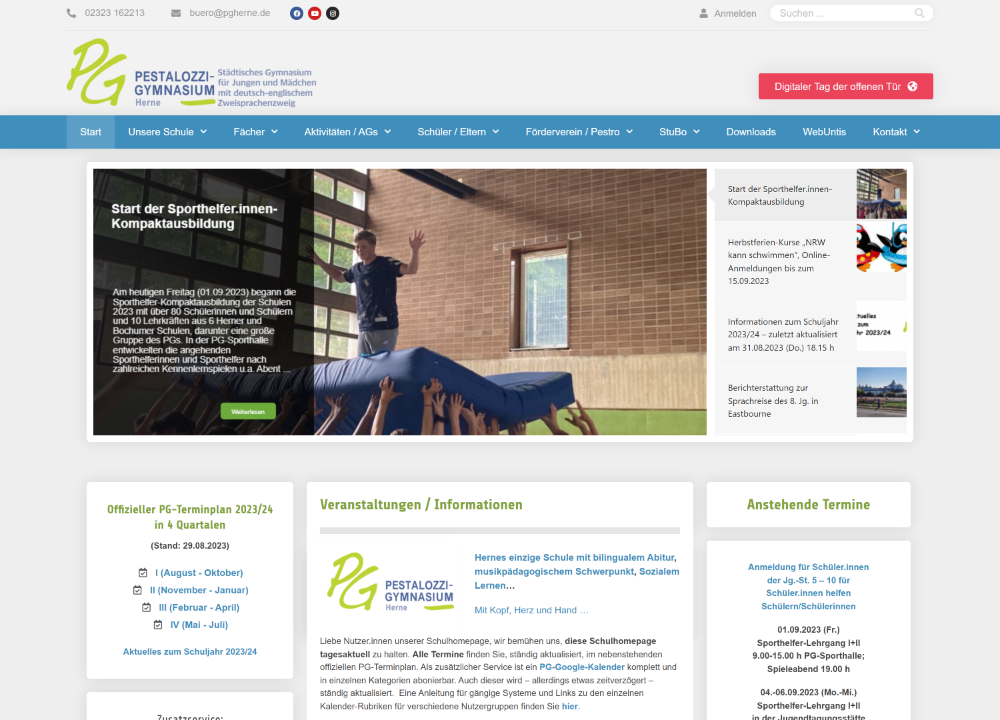 02323 162213
buero@pgherne.de
Anmelden
Suchen ...
PG
PESTALOZZI-
GYMNASIUM
Herne
Städtisches Gymnasium
für Jungen und Mädchen
mit deutsch-englischem
Zweisprachenzweig
Digitaler Tag der offenen Tür
Start
Unsere Schule
Fächer
Aktivitäten / AGs
Schüler / Eltern
Förderverein / Pestro
StuBo
Downloads
WebUntis
Kontakt
Start der Sporthelfer.innen-
Kompaktausbildung
Am heutigen Freitag (01.09.2023) begann die
Sporthelfer-Kompaktausbildung der Schulen
2023 mit über 80 Schülerinnen und Schülern
und 10 Lehrkräften aus 6 Herner und
Bochumer Schulen, darunter eine große
Gruppe des PGs. In der PG-Sporthalle
entwickelten die angehenden
Sporthelferinnen und Sporthelfer nach
zahlreichen Kennenlernspielen u.a. Abent ...
Weiterlesen
Start der Sporthelfer.innen-
Kompaktausbildung
Herbstferien-Kurse „NRW
kann schwimmen“, Online-
Anmeldungen bis zum
15.09.2023
Informationen zum Schuljahr
2023/24 – zuletzt aktualisiert
am 31.08.2023 (Do.) 18.15 h
Berichterstattung zur
Sprachreise des 8. Jg. in
Eastbourne
Offizieller PG-Terminplan 2023/24
in 4 Quartalen
(Stand: 29.08.2023)
I (August - Oktober)
II (November - Januar)
III (Februar - April)
IV (Mai - Juli)
Aktuelles zum Schuljahr 2023/24
Zusatzservice:
Veranstaltungen / Informationen
PG
PESTALOZZI-
GYMNASIUM
Herne
Hernes einzige Schule mit bilingualem Abitur,
musikpädagogischem Schwerpunkt, Sozialem
Lernen…
Mit Kopf, Herz und Hand …
Liebe Nutzer.innen unserer Schulhomepage, wir bemühen uns, diese Schulhomepage
tagesaktuell zu halten. Alle Termine finden Sie, ständig aktualisiert, im nebenstehenden
offiziellen PG-Terminplan. Als zusätzlicher Service ist ein PG-Google-Kalender komplett und
in einzelnen Kategorien abonierbar. Auch dieser wird – allerdings etwas zeitverzögert –
ständig aktualisiert. Eine Anleitung für gängige Systeme und Links zu den einzelnen
Kalender-Rubriken für verschiedene Nutzergruppen finden Sie hier.
Anstehende Termine
Anmeldung für Schüler.innen
der Jg.-St. 5 – 10 für
Schüler.innen helfen
Schülern/Schülerinnen
01.09.2023 (Fr.)
Sporthelfer-Lehrgang I+II
9.00-15.00 h PG-Sporthalle;
Spieleabend 19.00 h
04.-06.09.2023 (Mo.-Mi.)
Sporthelfer-Lehrgang I+II
in der Jugendtagungsstätte